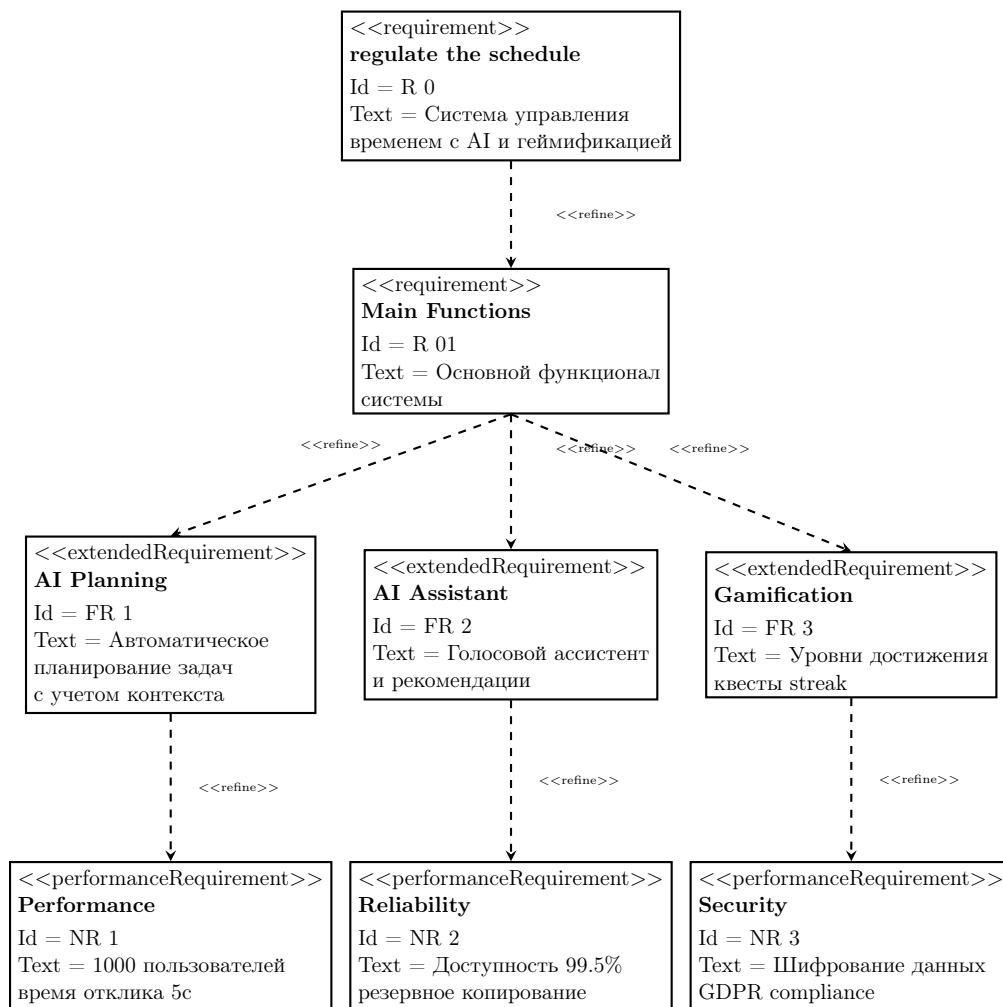 <<requirement>>
regulate the schedule
Id = R 0
Text = Система управления
временем с AI и геймификацией
<<refine>>
<<requirement>>
Main Functions
Id = R 01
Text = Основной функционал
системы
<<refine>>
<<refine>>
<<refine>>
<<extendedRequirement>>
AI Planning
Id = FR 1
Text = Автоматическое
планирование задач
с учетом контекста
<<extendedRequirement>>
AI Assistant
Id = FR 2
Text = Голосовой ассистент
и рекомендации
<<extendedRequirement>>
Gamification
Id = FR 3
Text = Уровни достижения
квесты streak
<<refine>>
<<refine>>
<<refine>>
<<performanceRequirement>>
Performance
Id = NR 1
Text = 1000 пользователей
время отклика 5с
<<performanceRequirement>>
Reliability
Id = NR 2
Text = Доступность 99.5%
резервное копирование
<<performanceRequirement>>
Security
Id = NR 3
Text = Шифрование данных
GDPR compliance